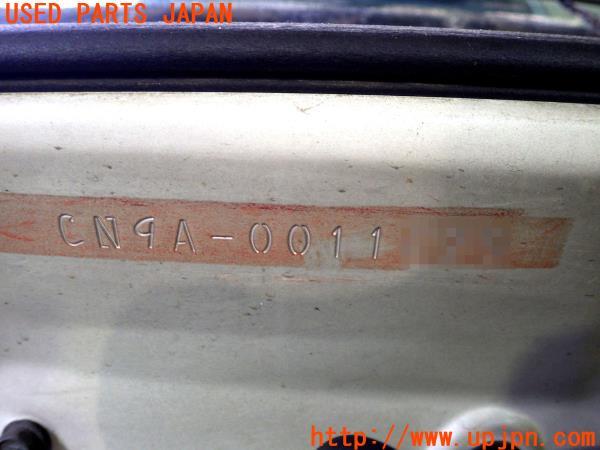 USED PARTS JAPAN
CN9A-0011
http://www.upjpn.com